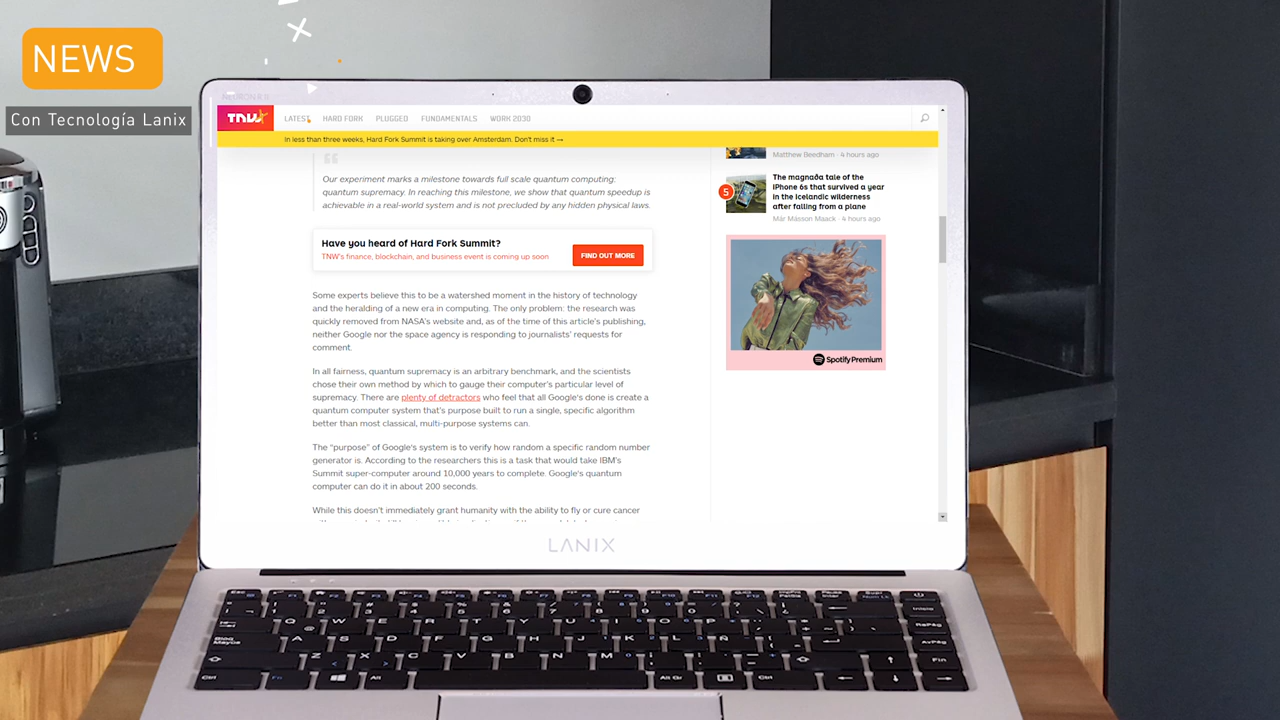 NEWS
Con Tecnología Lanix
TNW
LATEST
HARD FORK
PLUGGED
FUNDAMENTALS
WORK 2030
In less than three weeks, Hard Fork Summit is taking over Amsterdam. Don't miss it →
Our experiment marks a milestone towards full scale quantum computing:
quantum supremacy. In reaching this milestone, we show that quantum speedup is
achievable in a real-world system and is not precluded by any hidden physical laws.
Have you heard of Hard Fork Summit?
TNW's finance, blockchain, and business event is coming up soon
FIND OUT MORE
Some experts believe this to be a watershed moment in the history of technology
and the heralding of a new era in computing. The only problem: the research was
quickly removed from NASA's website and, as of the time of this article's publishing,
neither Google nor the space agency is responding to journalists' requests for
comment.
In all fairness, quantum supremacy is an arbitrary benchmark, and the scientists
chose their own method by which to gauge their computer's particular level of
supremacy. There are plenty of detractors who feel that all Google's done is create a
quantum computer system that's purpose built to run a single, specific algorithm
better than most classical, multi-purpose systems can.
The "purpose" of Google's system is to verify how random a specific random number
generator is. According to the researchers this is a task that would take IBM's
Summit super-computer around 10,000 years to complete. Google's quantum
computer can do it in about 200 seconds.
While this doesn't immediately grant humanity with the ability to fly or cure cancer
Matthew Beedham · 4 hours ago
5
The magnaða tale of the
iPhone 6s that survived a year
in the Icelandic wilderness
after falling from a plane
Már Másson Maack · 4 hours ago
Spotify Premium
LANIX
Q W E R T Y U I O P
Bloq Mayús A S D F G H J K L Ñ
Z X C V B N M
Inicio
RePág
AvPág
Fin
Ctrl Fn Alt Alt Gr Ctrl